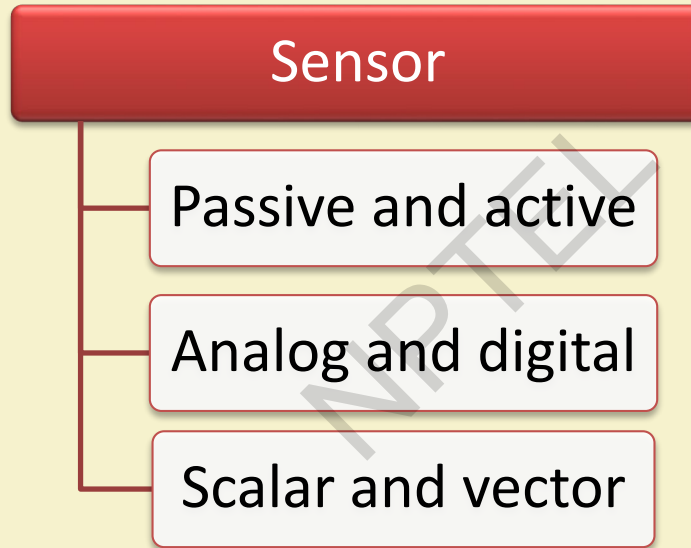 Sensor
Passive and active
Analog and digital
Scalar and vector
NPTEL